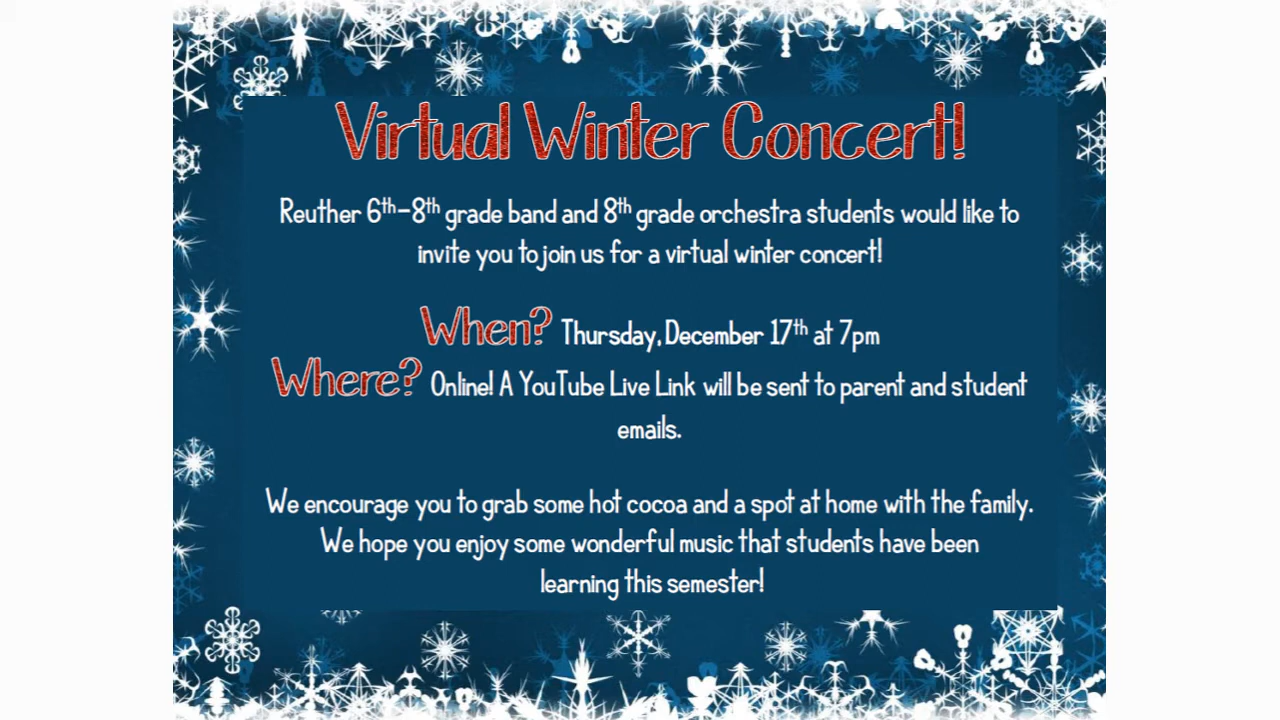 Virtual Winter Concert!
Reuther 6th-8th grade band and 8th grade orchestra students would like to
invite you to join us for a virtual winter concert!
When? Thursday, December 17th at 7pm
Where? Online! A YouTube Live Link will be sent to parent and student
emails.
We encourage you to grab some hot cocoa and a spot at home with the family.
We hope you enjoy some wonderful music that students have been
learning this semester!